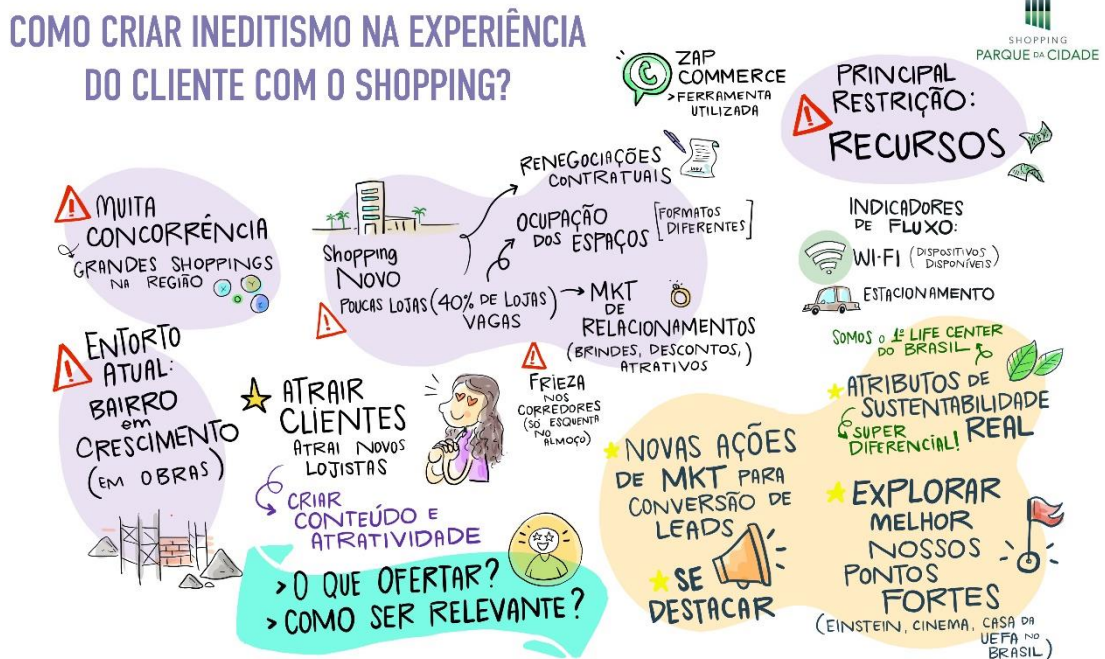 COMO CRIAR INEDITISMO NA EXPERIÊNCIA
DO CLIENTE COM O SHOPPING?
SHOPPING
PARQUE DA CIDADE
ZAP
COMMERCE
>FERRAMENTA
UTILIZADA
PRINCIPAL
RESTRIÇÃO:
RECURSOS
MUITA
CONCORRÊNCIA
GRANDES SHOPPINGS
NA REGIÃO
X
Y
Z
Shopping
NOVO
POUCAS LOJAS (40% DE LOJAS
VAGAS)
RENEGOCIAÇÕES
CONTRATUAIS
OCUPAÇÃO
DOS ESPAÇOS
[FORMATOS
DIFERENTES]
MKT
DE
RELACIONAMENTOS
(BRINDES, DESCONTOS,
ATRATIVOS)
INDICADORES
DE FLUXO:
WI-FI (DISPOSITIVOS
DISPONÍVEIS)
ESTACIONAMENTO
ENTORTO
ATUAL:
BAIRRO
em
CRESCIMENTO
(EM OBRAS)
ATRAIR
CLIENTES
ATRAI NOVOS
LOJISTAS
CRIAR
CONTEÚDO E
ATRATIVIDADE
FRIEZA
NOS
CORREDORES
(SÓ ESQUENTA
NO
ALMOÇO)
> O QUE OFERTAR?
> COMO SER RELEVANTE?
SOMOS o 1º LIFE CENTER
DO BRASIL
ATRIBUTOS DE
SUSTENTABILIDADE
REAL
SUPER
DIFERENCIAL!
NOVAS AÇÕES
DE MKT PARA
CONVERSÃO DE
LEADS
SE
DESTACAR
EXPLORAR
MELHOR
NOSSOS
PONTOS
FORTES
(EINSTEIN, CINEMA, CASA DA
UEFA NO
BRASIL)